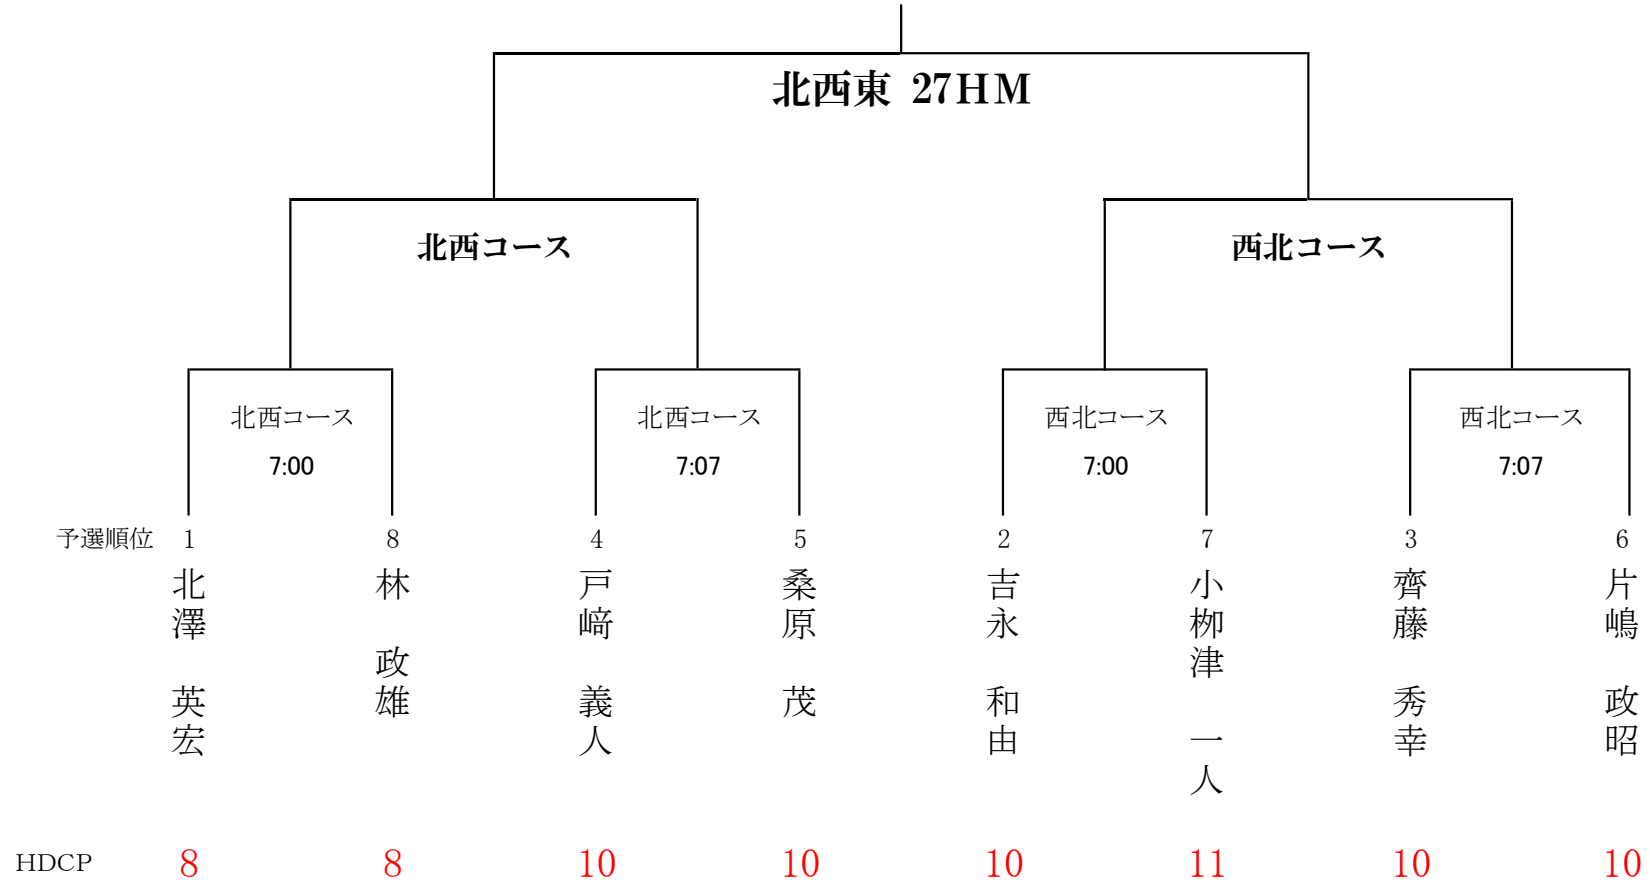 北西東 27HM
北西コース
西北コース
北西コース
北西コース
西北コース
西北コース
7:00
7:07
7:00
7:07
予選順位 1 8 4 5 2 7 3 6
北澤 英宏
林 政雄
戸﨑 義人
桑原 茂
吉永 和由
小栁津 一人
齊藤 秀幸
片嶋 政昭
HDCP 8 8 10 10 10 11 10 10